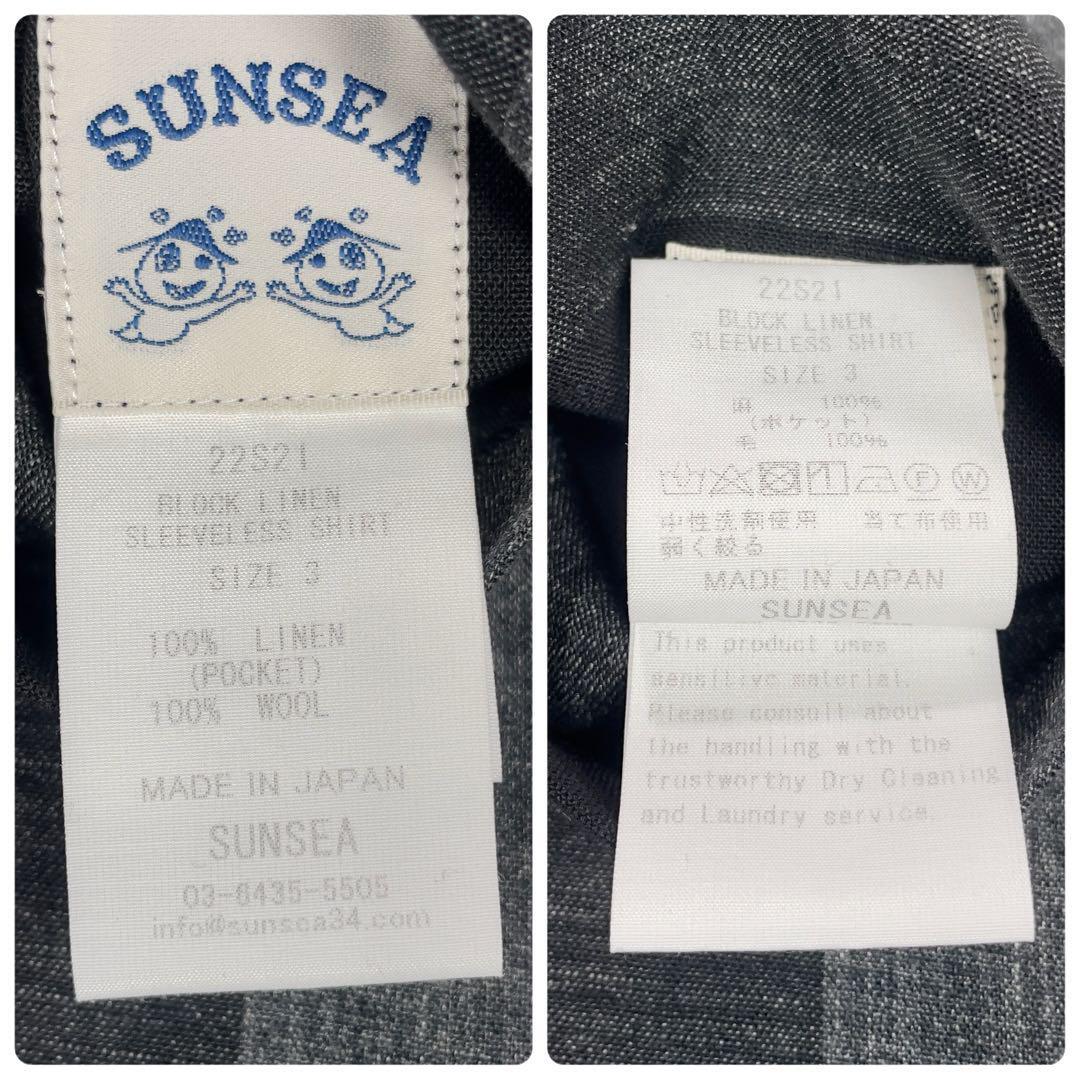 SUNSEA
22S21
BLOCK LINEN
SLEEVELESS SHIRT
SIZE 3
100% LINEN
(POCKET)
100% WOOL
MADE IN JAPAN
SUNSEA
03-6435-5505
info@sunsea34.com
22S21
BLOCK LINEN
SLEEVELESS SHIRT
SIZE 3
麻 100%
(ポケット)
毛 100%
中性洗剤使用 当て布使用
弱く絞る
MADE IN JAPAN
SUNSEA
This product uses
sensitive material.
Please consult about
the handling with the
trustworthy Dry Cleaning
and Laundry service.